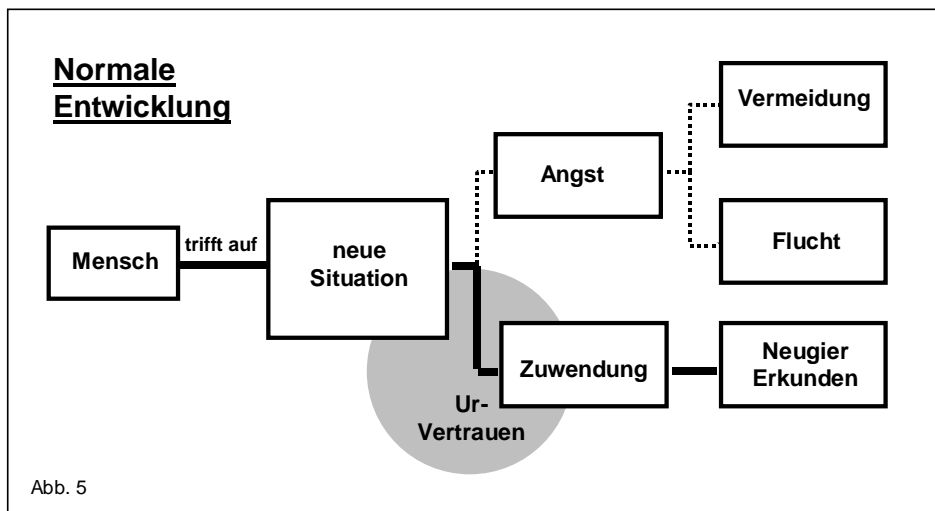 Normale
Entwicklung
Mensch
trifft auf
neue
Situation
Angst
Vermeidung
Flucht
Zuwendung
Neugier
Erkunden
Ur-
Vertrauen
Abb. 5